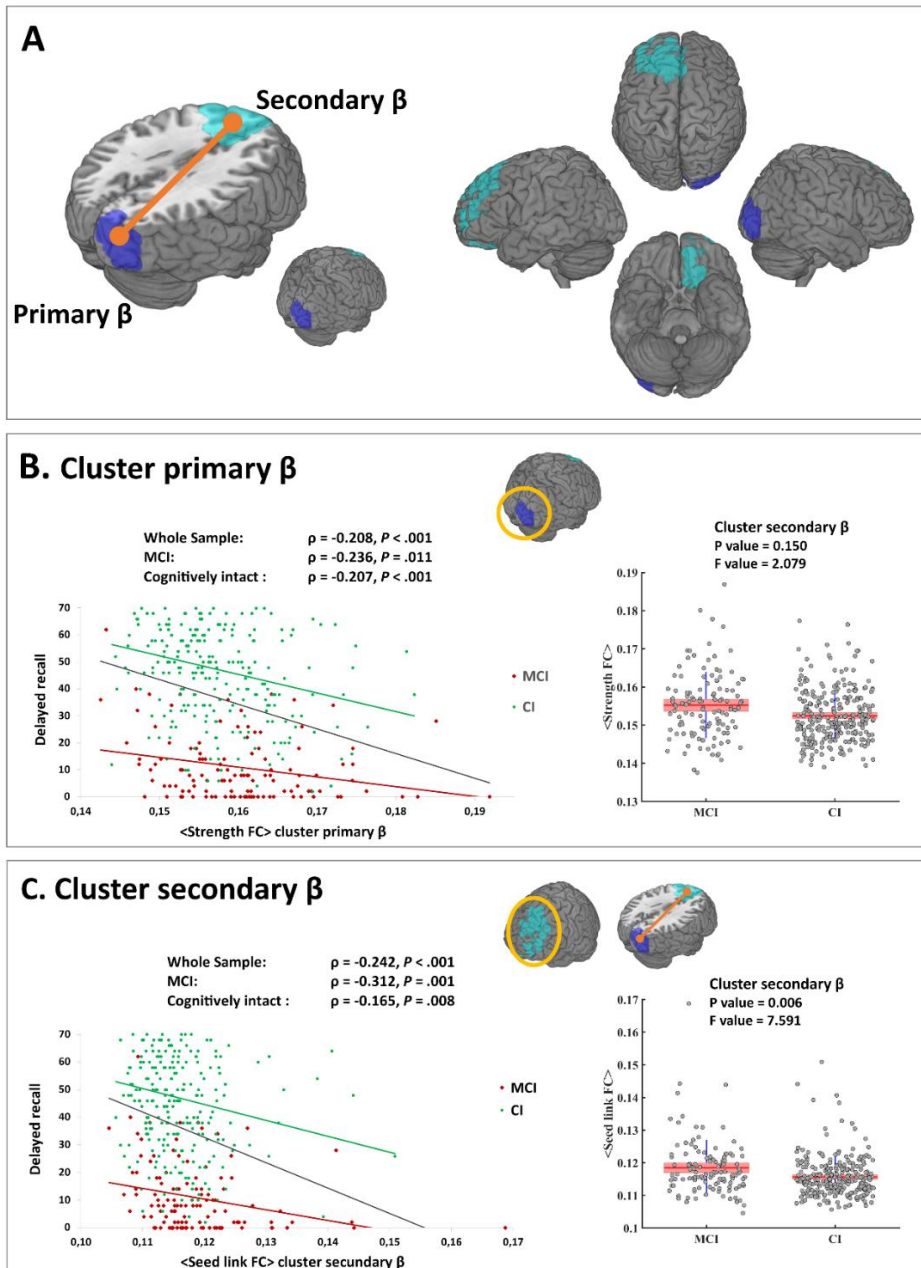 A
Secondary β
Primary β
B. Cluster primary β
Whole Sample: ρ = -0.208, P < .001
MCI: ρ = -0.236, P = .011
Cognitively intact : ρ = -0.207, P < .001
Delayed recall
70
60
50
40
30
20
10
0
0,14 0,15 0,16 0,17 0,18 0,19 0,20
<Strength FC> cluster primary β
MCI
CI
Cluster secondary β
P value = 0.150
F value = 2.079
<Strength FC>
0.19
0.18
0.17
0.16
0.15
0.14
0.13
MCI CI
C. Cluster secondary β
Whole Sample: ρ = -0.242, P < .001
MCI: ρ = -0.312, P = .001
Cognitively intact : ρ = -0.165, P = .008
Delayed recall
70
60
50
40
30
20
10
0
0,10 0,11 0,12 0,13 0,14 0,15 0,16 0,17
<Seed link FC> cluster secondary β
MCI
CI
Cluster secondary β
P value = 0.006
F value = 7.591
<Seed link FC>
0.17
0.16
0.15
0.14
0.13
0.12
0.11
0.1
MCI CI